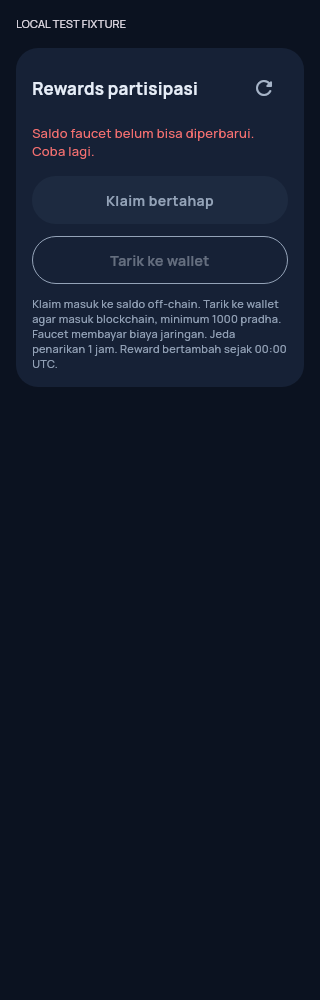 LOCAL TEST FIXTURE
Rewards partisipasi
Saldo faucet belum bisa diperbarui.
Coba lagi.
Klaim bertahap
Tarik ke wallet
Klaim masuk ke saldo off-chain. Tarik ke wallet
agar masuk blockchain, minimum 1000 pradha.
Faucet membayar biaya jaringan. Jeda
penarikan 1 jam. Reward bertambah sejak 00:00
UTC.